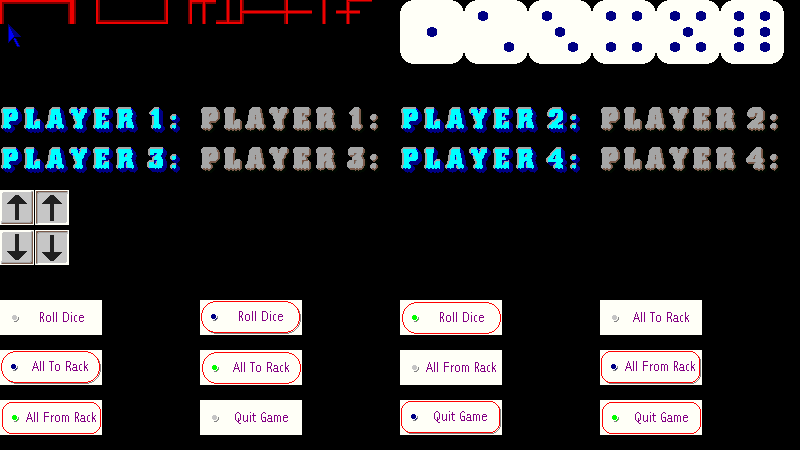 PLAYER 1: PLAYER 1: PLAYER 2: PLAYER 2:
PLAYER 3: PLAYER 3: PLAYER 4: PLAYER 4:
Roll Dice Roll Dice Roll Dice All To Rack
All To Rack All To Rack All From Rack All From Rack
All From Rack Quit Game Quit Game Quit Game